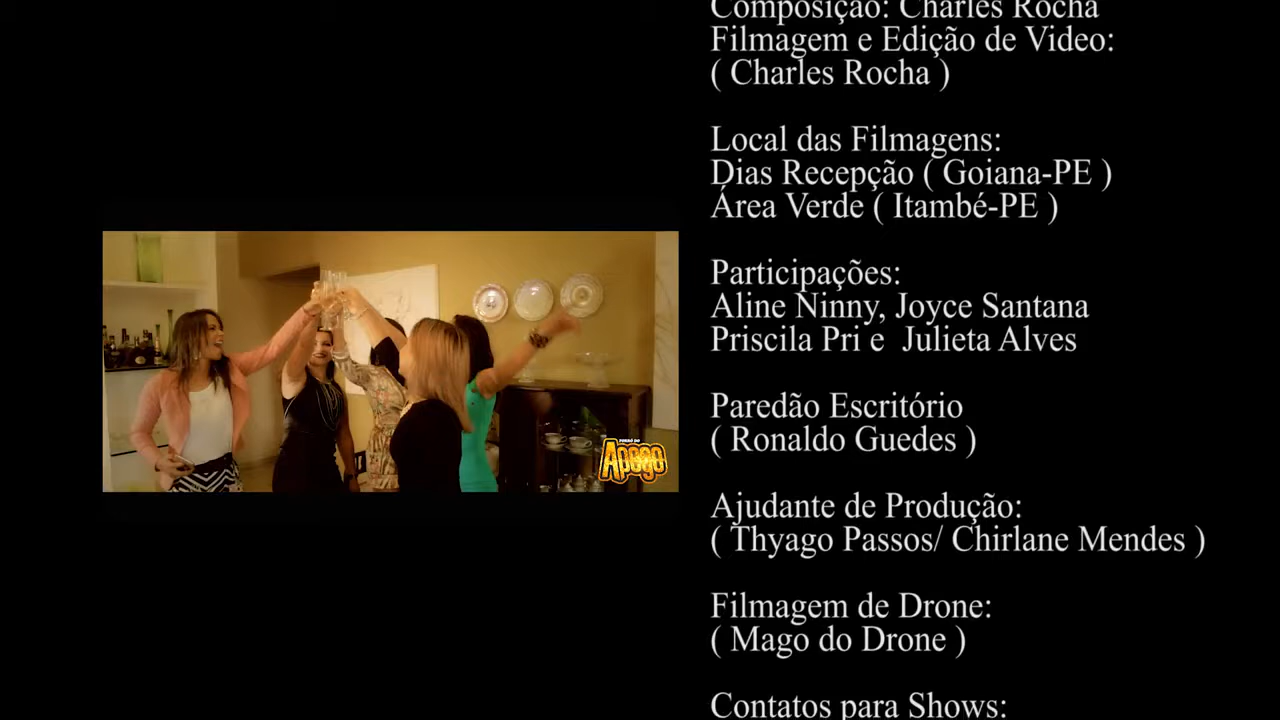 Composição: Charles Rocha
Filmagem e Edição de Video:
( Charles Rocha )
Local das Filmagens:
Dias Recepção ( Goiana-PE )
Área Verde ( Itambé-PE )
Participações:
Aline Ninny, Joyce Santana
Priscila Pri e  Julieta Alves
Paredão Escritório
( Ronaldo Guedes )
Ajudante de Produção:
( Thyago Passos/ Chirlane Mendes )
Filmagem de Drone:
( Mago do Drone )
Contatos para Shows:
FORRÓ DO
Apego